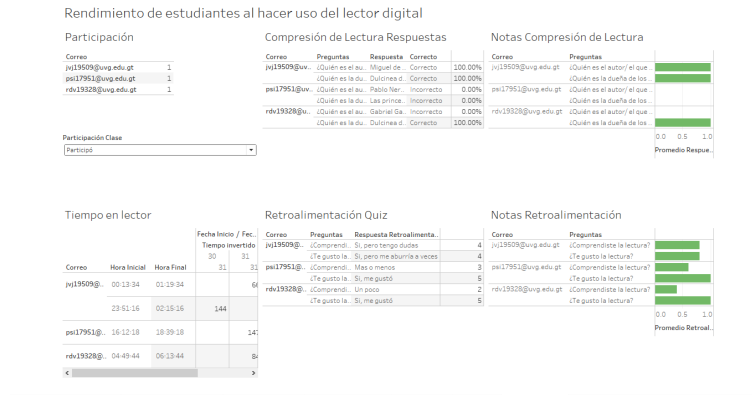 Rendimiento de estudiantes al hacer uso del lector digital
Participación
Correo
jvj19509@uvg.edu.gt 1
psi17951@uvg.edu.gt 1
rdv19328@uvg.edu.gt 1
Participación Clase
Participó
Compresión de Lectura Respuestas
Correo Preguntas Respuesta Correcto
jvj19509@uv.. ¿Quién es el au.. Miguel de... Correcto 100.00%
¿Quién es la du.. Dulcinea d.. Correcto 100.00%
psi17951@uv.. ¿Quién es el au.. Pablo Ner.. Incorrecto 0.00%
¿Quién es la du.. Las prince.. Incorrecto 0.00%
rdv19328@u.. ¿Quién es el au.. Gabriel Ga.. Incorrecto 0.00%
¿Quién es la du.. Dulcinea d.. Correcto 100.00%
Notas Compresión de Lectura
Correo Preguntas
jvj19509@uvg.edu.gt ¿Quién es el autor/ el que ..
¿Quién es la dueña de los ..
psi17951@uvg.edu.gt ¿Quién es el autor/ el que ..
¿Quién es la dueña de los ..
rdv19328@uvg.edu.gt ¿Quién es el autor/ el que ..
¿Quién es la dueña de los ..
0.0 0.5 1.0
Promedio Respue..
Tiempo en lector
Fecha Inicio / Fec..
Tiempo invertido
30 31
Correo Hora Inicial Hora Final 31 31
jvj19509@.. 00:13:34 01:19:34
23:51:16 02:15:16 144
psi17951@.. 16:12:18 18:39:18
rdv19328@.. 04:49:44 06:13:44
Retroalimentación Quiz
Correo Preguntas Respuesta Retroalimenta..
jvj19509@.. ¿Comprendi.. Si, pero tengo dudas 4
¿Te gusto la.. Si, pero me aburría a veces 4
psi17951@.. ¿Comprendi.. Mas o menos 3
¿Te gusto la.. Si, me gustó 5
rdv19328@.. ¿Comprendi.. Un poco 2
¿Te gusto la.. Si, me gustó 5
Notas Retroalimentación
Correo Preguntas
jvj19509@uvg.edu.gt ¿Comprendiste la lectura?
¿Te gusto la lectura?
psi17951@uvg.edu.gt ¿Comprendiste la lectura?
¿Te gusto la lectura?
rdv19328@uvg.edu.gt ¿Comprendiste la lectura?
¿Te gusto la lectura?
0.0 0.5 1.0
Promedio Retroal..